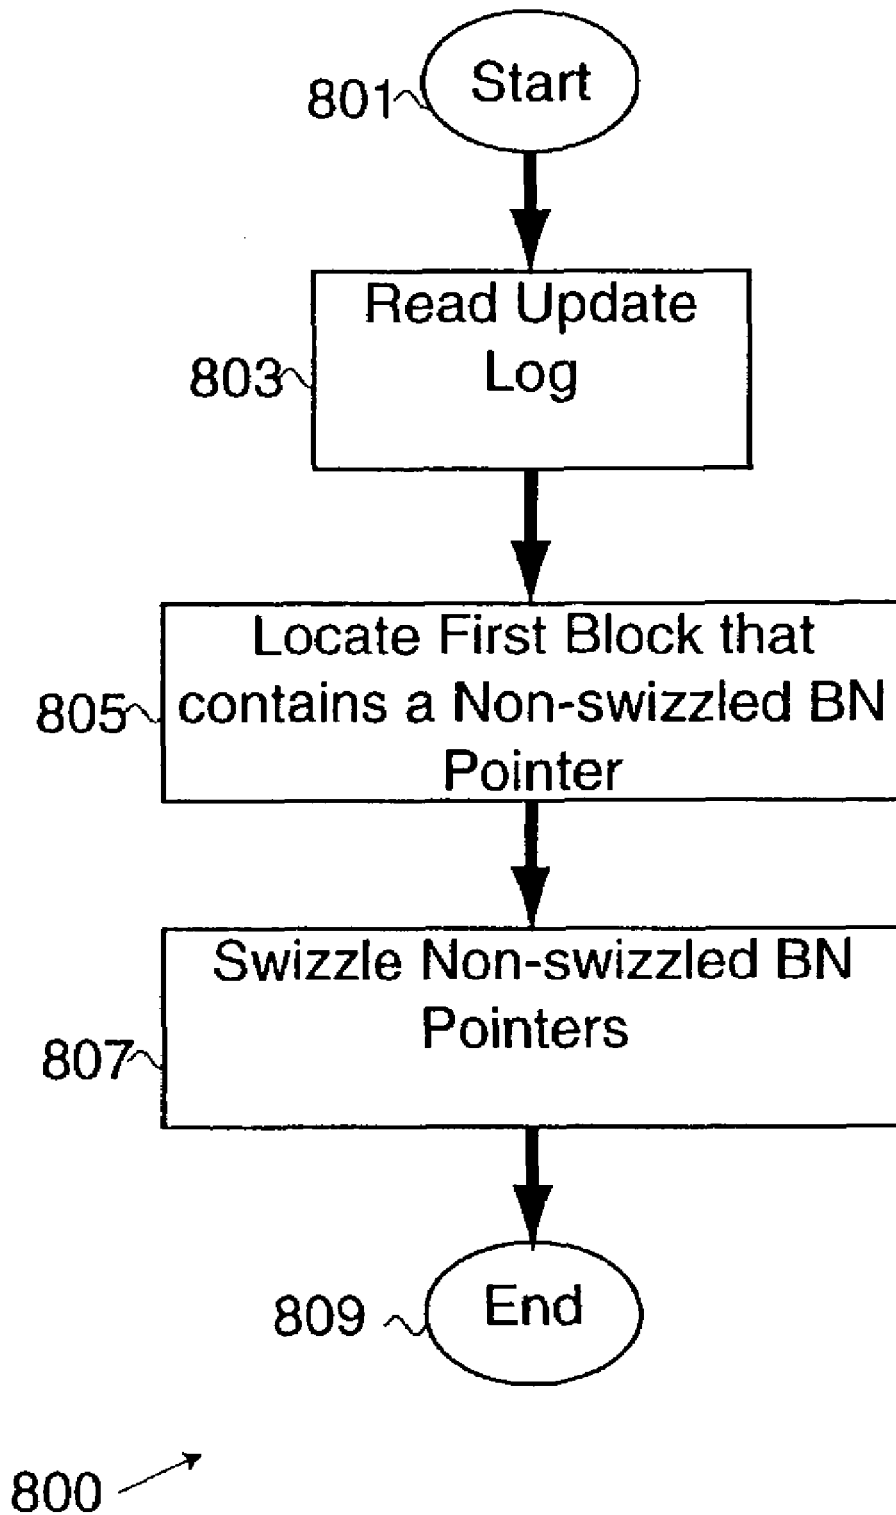 Start
801
Read Update
Log
803
Locate First Block that
contains a Non-swizzled BN
Pointer
805
Swizzle Non-swizzled BN
Pointers
807
End
809
800